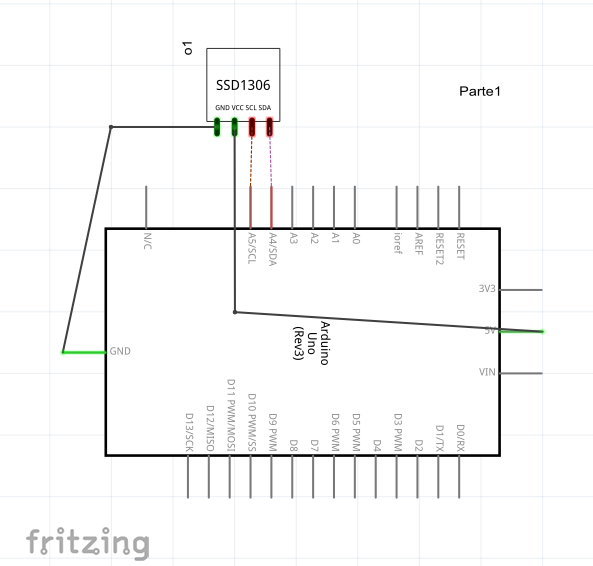 o1
SSD1306
GND VCC SCL SDA
Parte1
N/C
A5/SCL
A4/SDA
A3
A2
A1
A0
ioref
AREF
RESET2
RESET
3V3
5V
VIN
GND
Arduino
Uno
(Rev3)
D13/SCK
D12/MISO
D11 PWM/MOSI
D10 PWM/SS
D9 PWM
D8
D7
D6 PWM
D5 PWM
D4
D3 PWM
D2
D1/TX
D0/RX
fritzing